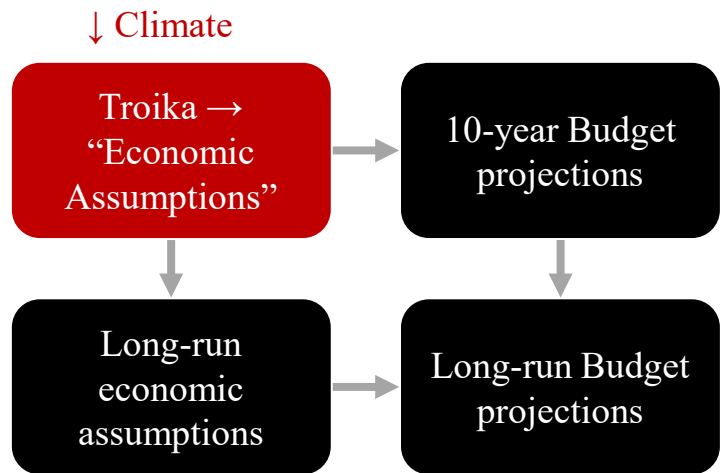 ↓ Climate
Troika →
“Economic
Assumptions”
10-year Budget
projections
Long-run
economic
assumptions
Long-run Budget
projections